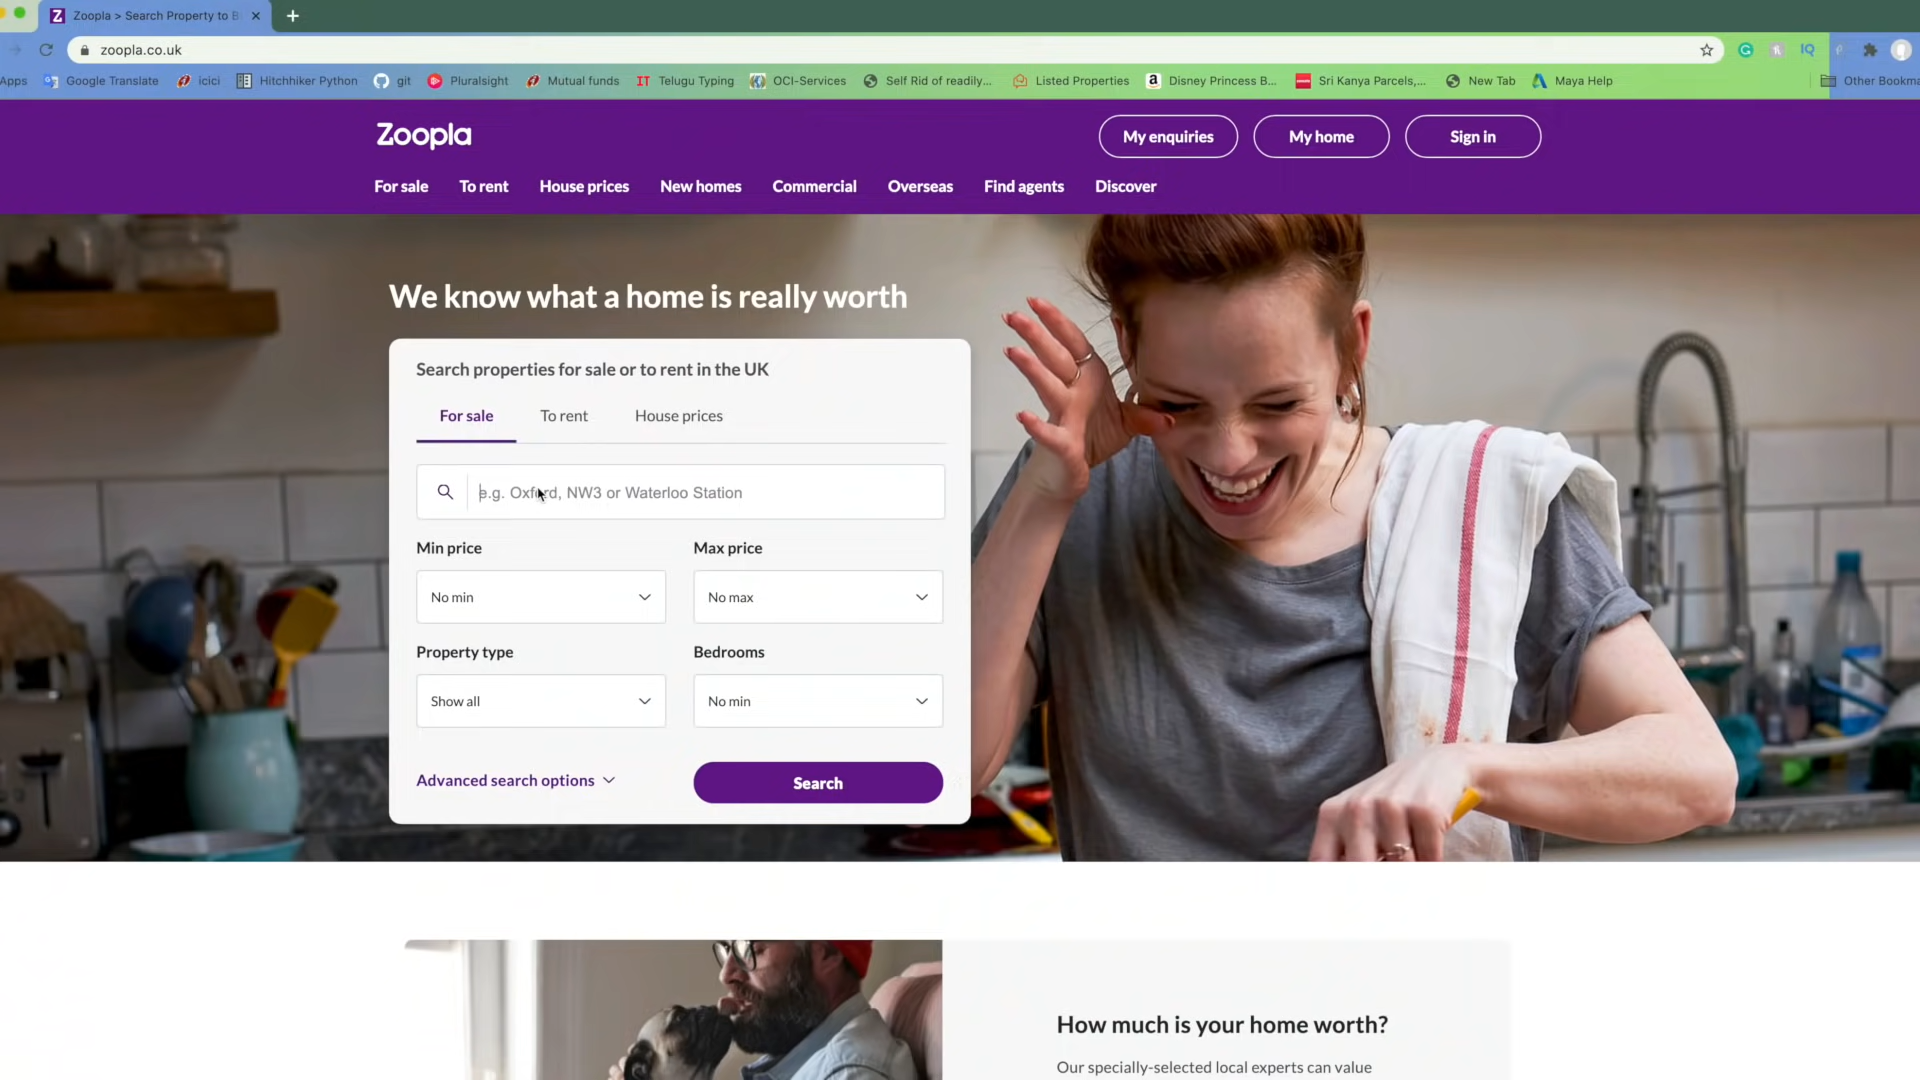 Zoopla > Search Property to B
zoopla.co.uk
Apps
Google Translate
icici
Hitchhiker Python
git
Pluralsight
Mutual funds
IT Telugu Typing
OCI-Services
Self Rid of readily...
Listed Properties
Disney Princess B...
Sri Kanya Parcels,...
New Tab
Maya Help
Other Bookma
Zoopla
My enquiries
My home
Sign in
For sale
To rent
House prices
New homes
Commercial
Overseas
Find agents
Discover
We know what a home is really worth
Search properties for sale or to rent in the UK
For sale
To rent
House prices
e.g. Oxford, NW3 or Waterloo Station
Min price
Max price
No min
No max
Property type
Bedrooms
Show all
No min
Advanced search options
Search
How much is your home worth?
Our specially-selected local experts can value